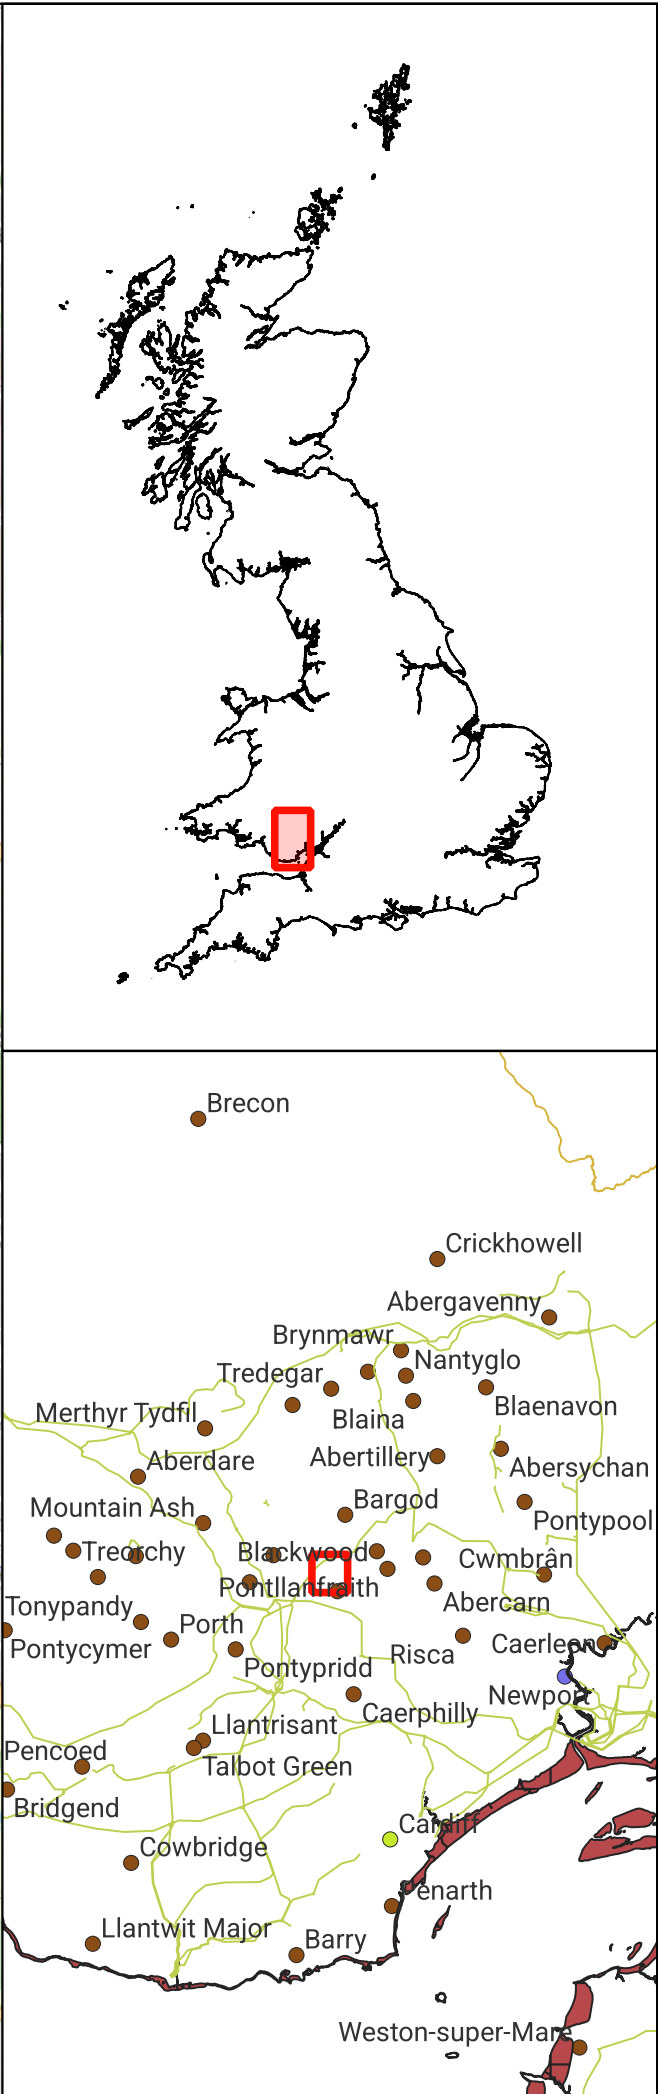 Brecon
Crickhowell
Abergavenny
Brynmawr
Nantyglo
Tredegar
Blaenavon
Merthyr Tydfil
Blaina
Aberdare
Abertillery
Abersychan
Mountain Ash
Bargod
Pontypool
Treorchy
Blackwood
Cwmbrân
Pontllanfraith
Tonypandy
Abercarn
Porth
Pontycymer
Risca
Caerleon
Pontypridd
Newport
Llantrisant
Caerphilly
Pencoed
Talbot Green
Bridgend
Cardiff
Cowbridge
Penarth
Llantwit Major
Barry
Weston-super-Mare